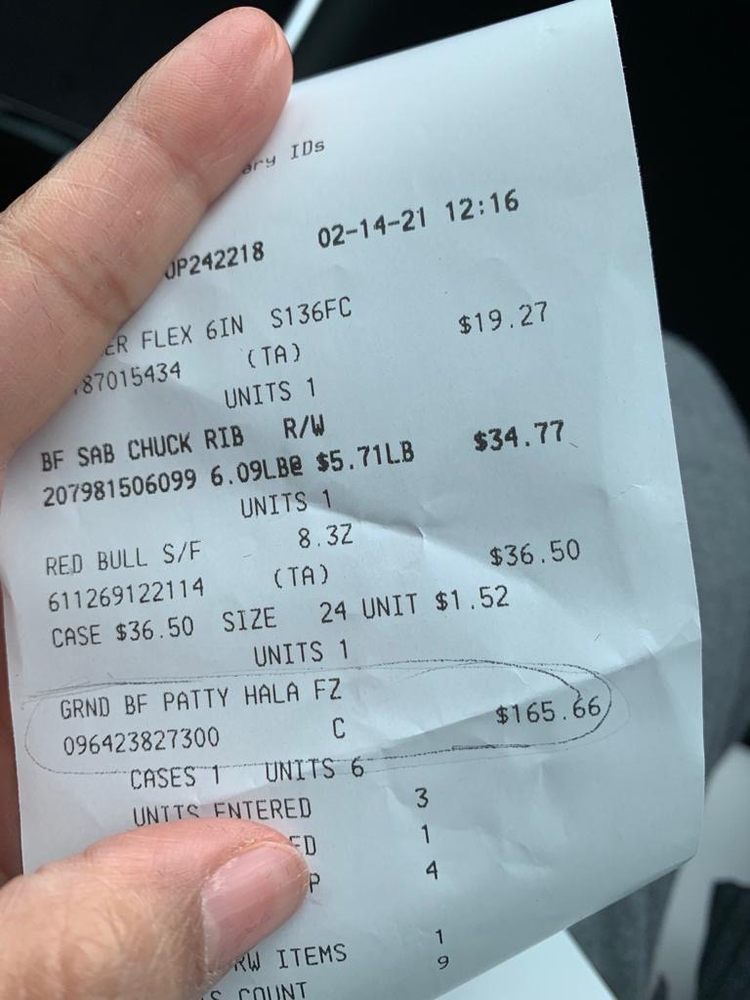 ary IDs
JP242218 02-14-21 12:16
ER FLEX 6IN S136FC $19.27
87015434 (TA)
UNITS 1
BF SAB CHUCK RIB R/W $34.77
207981506099 6.09LB@ $5.71LB
UNITS 1
RED BULL S/F 8.3Z $36.50
611269122114 (TA)
CASE $36.50 SIZE 24 UNIT $1.52
UNITS 1
GRND BF PATTY HALA FZ $165.66
096423827300 C
CASES 1 UNITS 6
UNITS ENTERED 3
ED 1
P 4
RW ITEMS 1
S COUNT 9